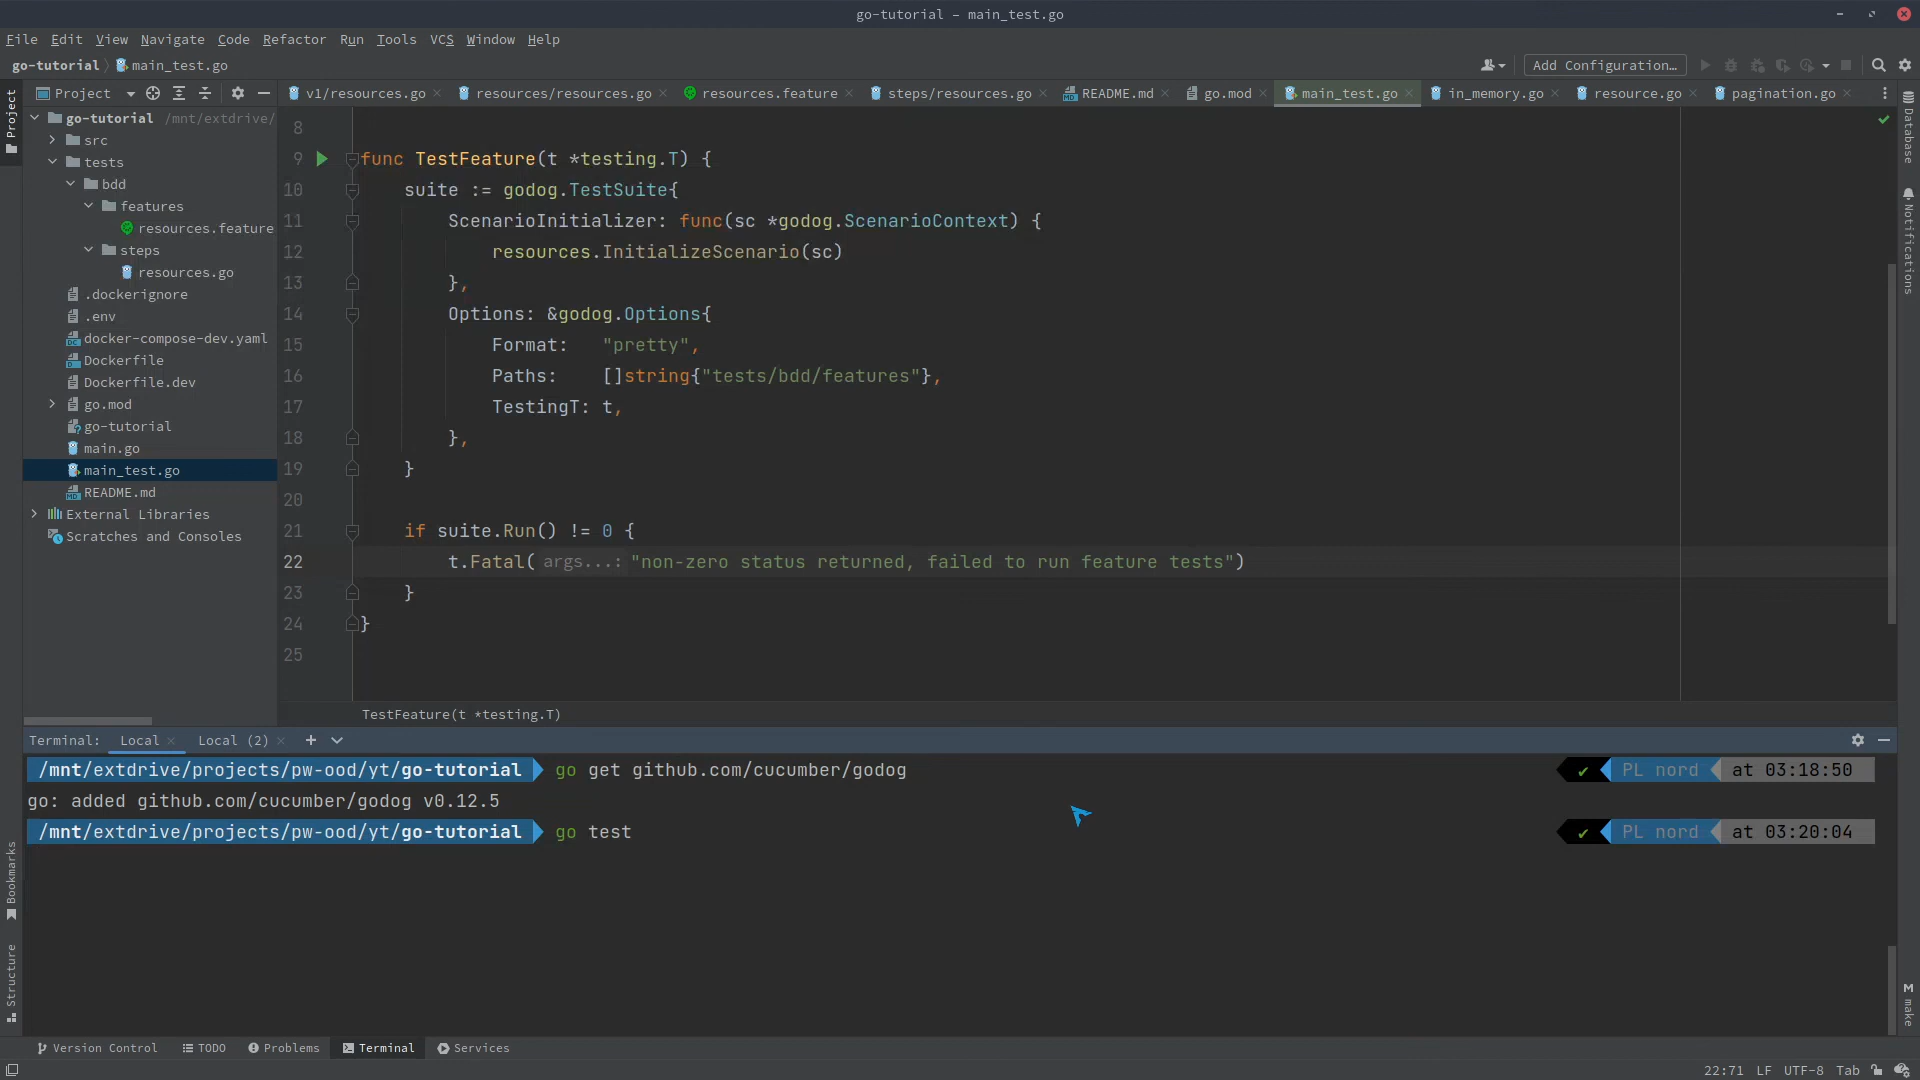 go-tutorial – main_test.go
File Edit View Navigate Code Refactor Run Tools VCS Window Help
go-tutorial main_test.go
Add Configuration...
Project
v1/resources.go resources/resources.go resources.feature steps/resources.go README.md go.mod main_test.go in_memory.go resource.go pagination.go
Project
Database
Notifications
make
Bookmarks
Structure
go-tutorial /mnt/extdrive/
src
tests
bdd
features
resources.feature
steps
resources.go
.dockerignore
.env
docker-compose-dev.yaml
Dockerfile
Dockerfile.dev
go.mod
go-tutorial
main.go
main_test.go
README.md
External Libraries
Scratches and Consoles
8
9 func TestFeature(t *testing.T) {
10 suite := godog.TestSuite{
11 ScenarioInitializer: func(sc *godog.ScenarioContext) {
12 resources.InitializeScenario(sc)
13 },
14 Options: &godog.Options{
15 Format: "pretty",
16 Paths: []string{"tests/bdd/features"},
17 TestingT: t,
18 },
19 }
20
21 if suite.Run() != 0 {
22 t.Fatal( args...: "non-zero status returned, failed to run feature tests")
23 }
24 }
25
TestFeature(t *testing.T)
Terminal: Local Local (2)
/mnt/extdrive/projects/pw-ood/yt/go-tutorial go get github.com/cucumber/godog ✔ PL nord at 03:18:50
go: added github.com/cucumber/godog v0.12.5
/mnt/extdrive/projects/pw-ood/yt/go-tutorial go test ✔ PL nord at 03:20:04
Version Control TODO Problems Terminal Services
22:71 LF UTF-8 Tab